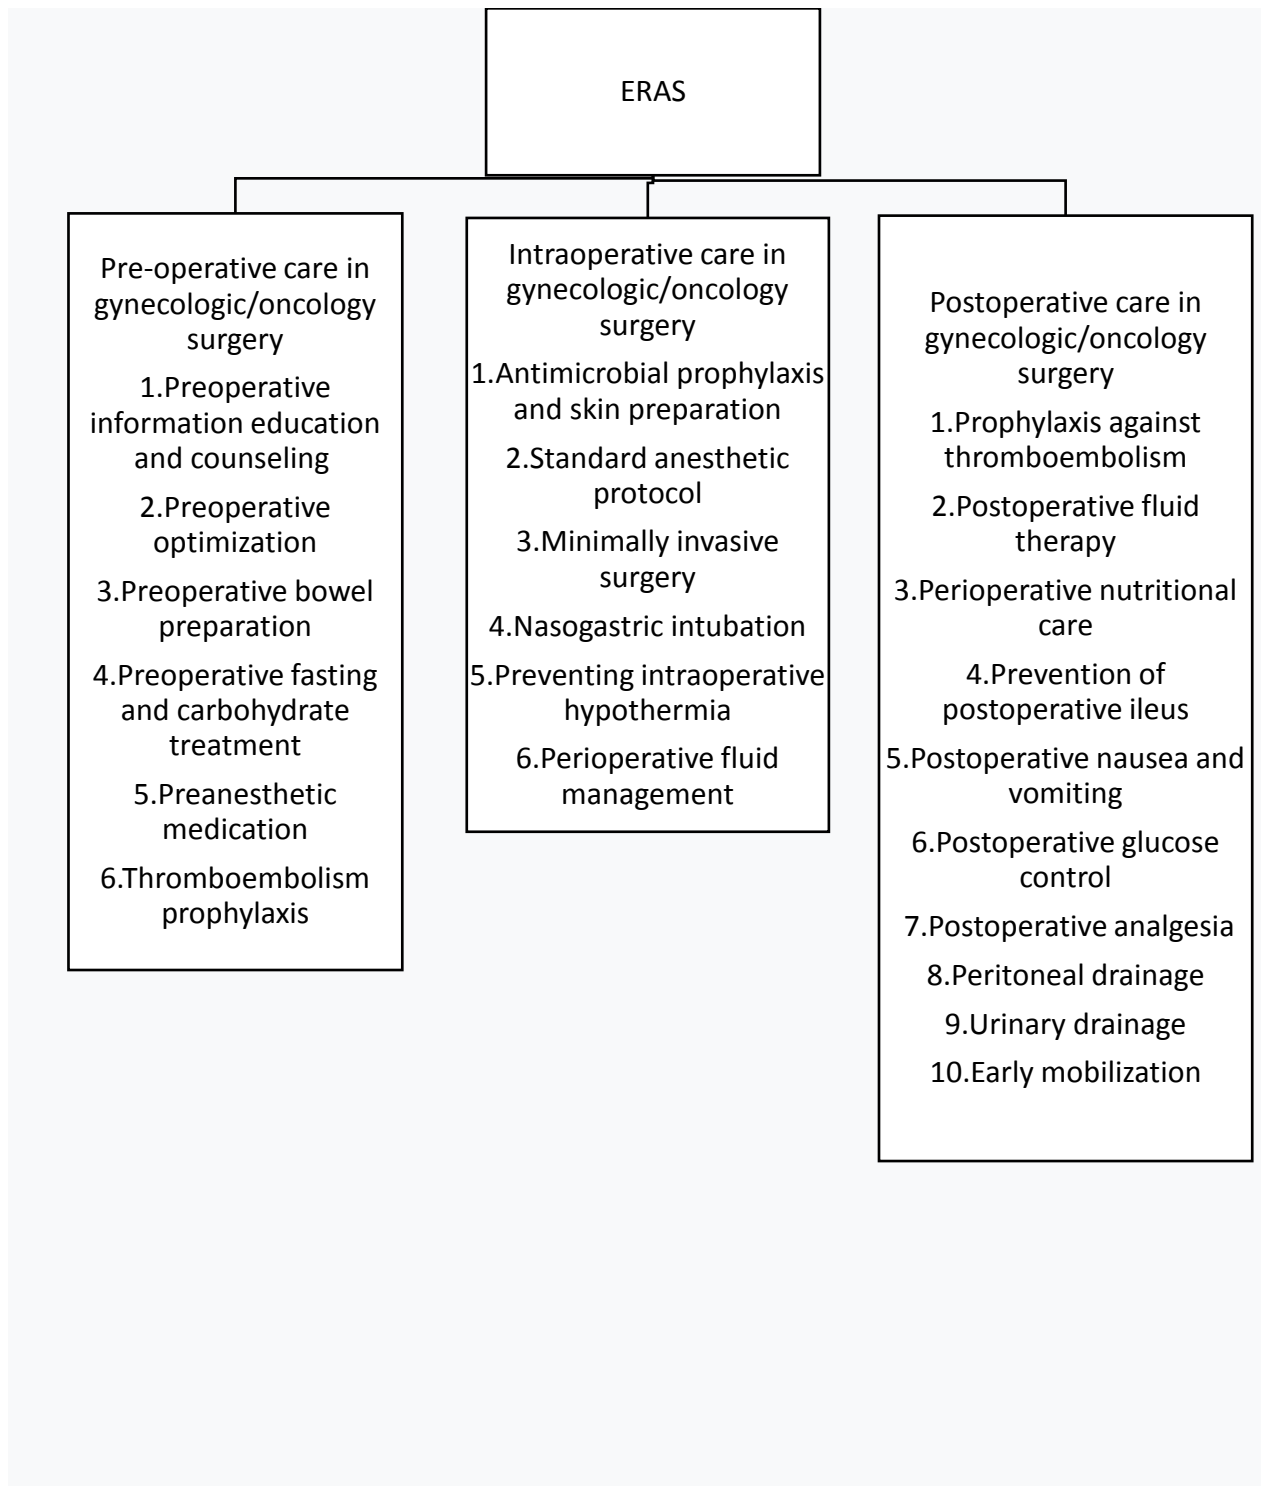 ERAS
Pre-operative care in
gynecologic/oncology
surgery
1.Preoperative
information education
and counseling
2.Preoperative
optimization
3.Preoperative bowel
preparation
4.Preoperative fasting
and carbohydrate
treatment
5.Preanesthetic
medication
6.Thromboembolism
prophylaxis
Intraoperative care in
gynecologic/oncology
surgery
1.Antimicrobial prophylaxis
and skin preparation
2.Standard anesthetic
protocol
3.Minimally invasive
surgery
4.Nasogastric intubation
5.Preventing intraoperative
hypothermia
6.Perioperative fluid
management
Postoperative care in
gynecologic/oncology
surgery
1.Prophylaxis against
thromboembolism
2.Postoperative fluid
therapy
3.Perioperative nutritional
care
4.Prevention of
postoperative ileus
5.Postoperative nausea and
vomiting
6.Postoperative glucose
control
7.Postoperative analgesia
8.Peritoneal drainage
9.Urinary drainage
10.Early mobilization